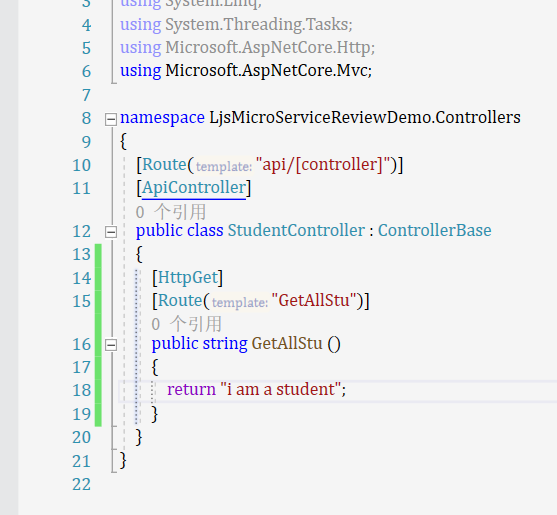 3 using System.Linq;
4 using System.Threading.Tasks;
5 using Microsoft.AspNetCore.Http;
6 using Microsoft.AspNetCore.Mvc;
7
8 namespace LjsMicroServiceReviewDemo.Controllers
9 {
10 [Route(template: "api/[controller]")]
11 [ApiController]
0 个引用
12 public class StudentController : ControllerBase
13 {
14 [HttpGet]
15 [Route(template: "GetAllStu")]
0 个引用
16 public string GetAllStu ()
17 {
18 return "i am a student";
19 }
20 }
21 }
22